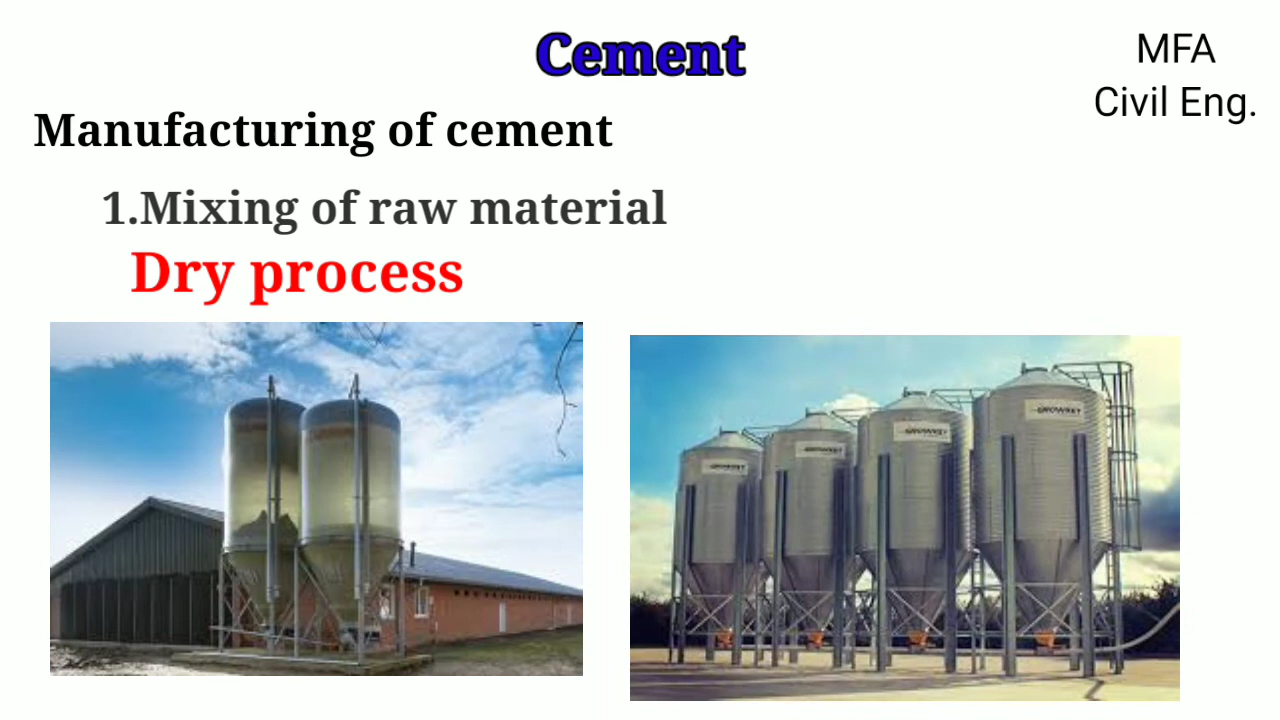 Cement
MFA
Civil Eng.
Manufacturing of cement
1.Mixing of raw material
Dry process